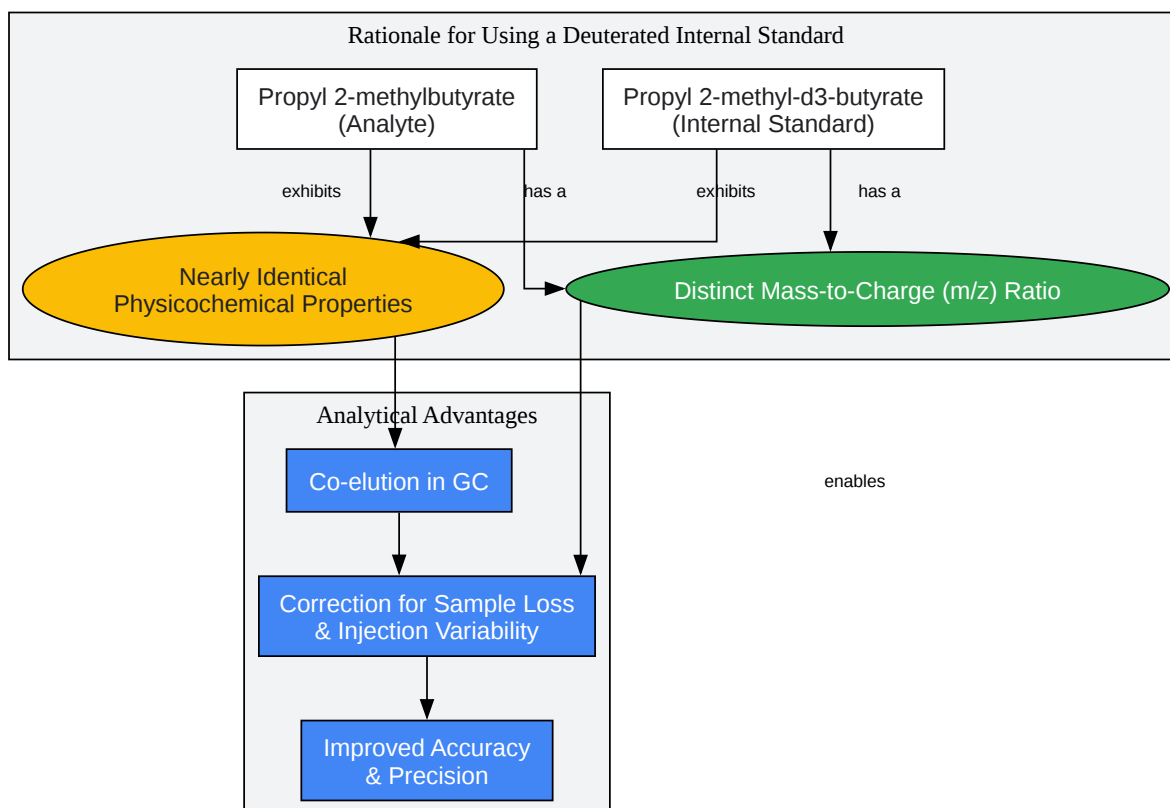 Rationale for Using a Deuterated Internal Standard
Propyl 2-methylbutyrate
(Analyte)
Propyl 2-methyl-d3-butyrate
(Internal Standard)
exhibits
has a
exhibits
has a
Nearly Identical
Physicochemical Properties
Distinct Mass-to-Charge (m/z) Ratio
Analytical Advantages
Co-elution in GC
enables
Correction for Sample Loss
& Injection Variability
Improved Accuracy
& Precision